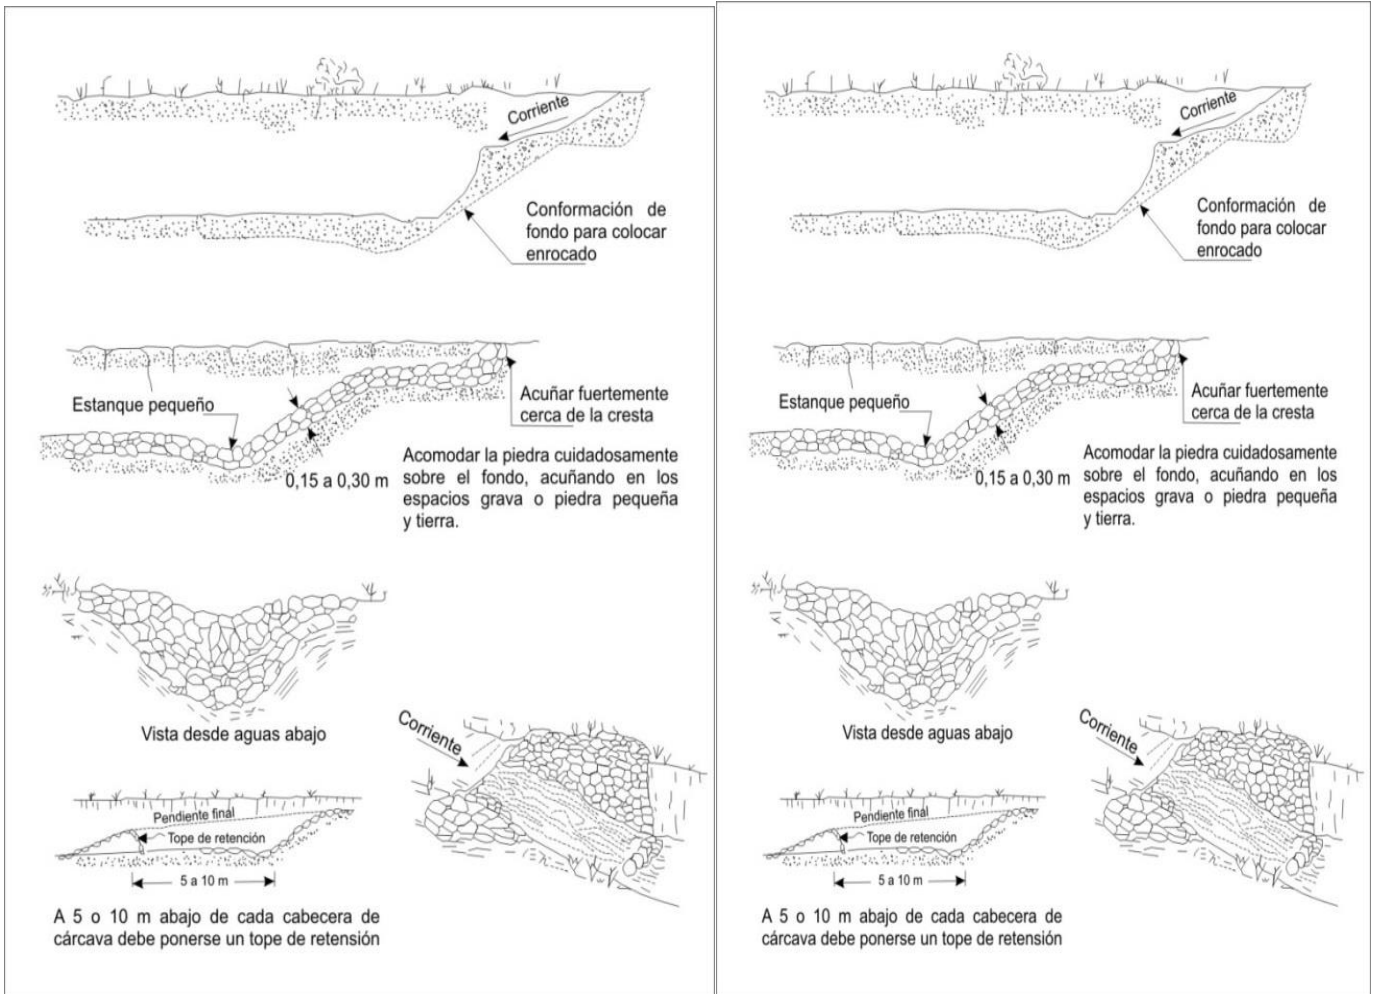 Corriente
Conformación de
fondo para colocar
enrocado
Estanque pequeño
Acuñar fuertemente
cerca de la cresta
0,15 a 0,30 m
Acomodar la piedra cuidadosamente
sobre el fondo, acuñando en los
espacios grava o piedra pequeña
y tierra.
Vista desde aguas abajo
Corriente
Pendiente final
Tope de retención
5 a 10 m
A 5 o 10 m abajo de cada cabecera de
cárcava debe ponerse un tope de retensión
Corriente
Conformación de
fondo para colocar
enrocado
Estanque pequeño
Acuñar fuertemente
cerca de la cresta
0,15 a 0,30 m
Acomodar la piedra cuidadosamente
sobre el fondo, acuñando en los
espacios grava o piedra pequeña
y tierra.
Vista desde aguas abajo
Corriente
Pendiente final
Tope de retención
5 a 10 m
A 5 o 10 m abajo de cada cabecera de
cárcava debe ponerse un tope de retensión